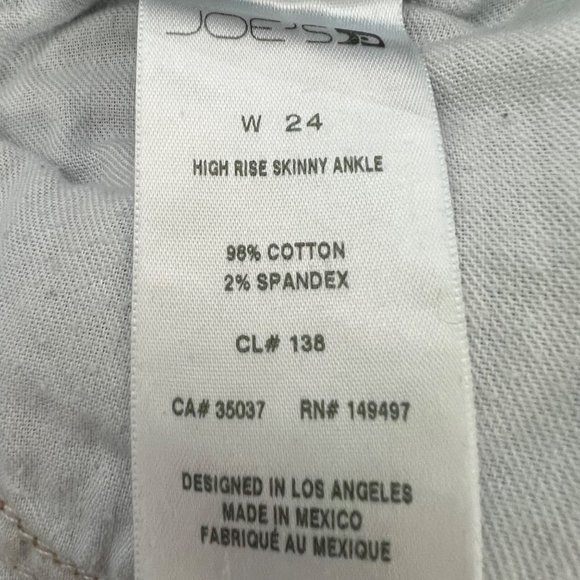 JOE'S
W 24
HIGH RISE SKINNY ANKLE
98% COTTON
2% SPANDEX
CL# 138
CA# 35037 RN# 149497
DESIGNED IN LOS ANGELES
MADE IN MEXICO
FABRIQUÉ AU MEXIQUE